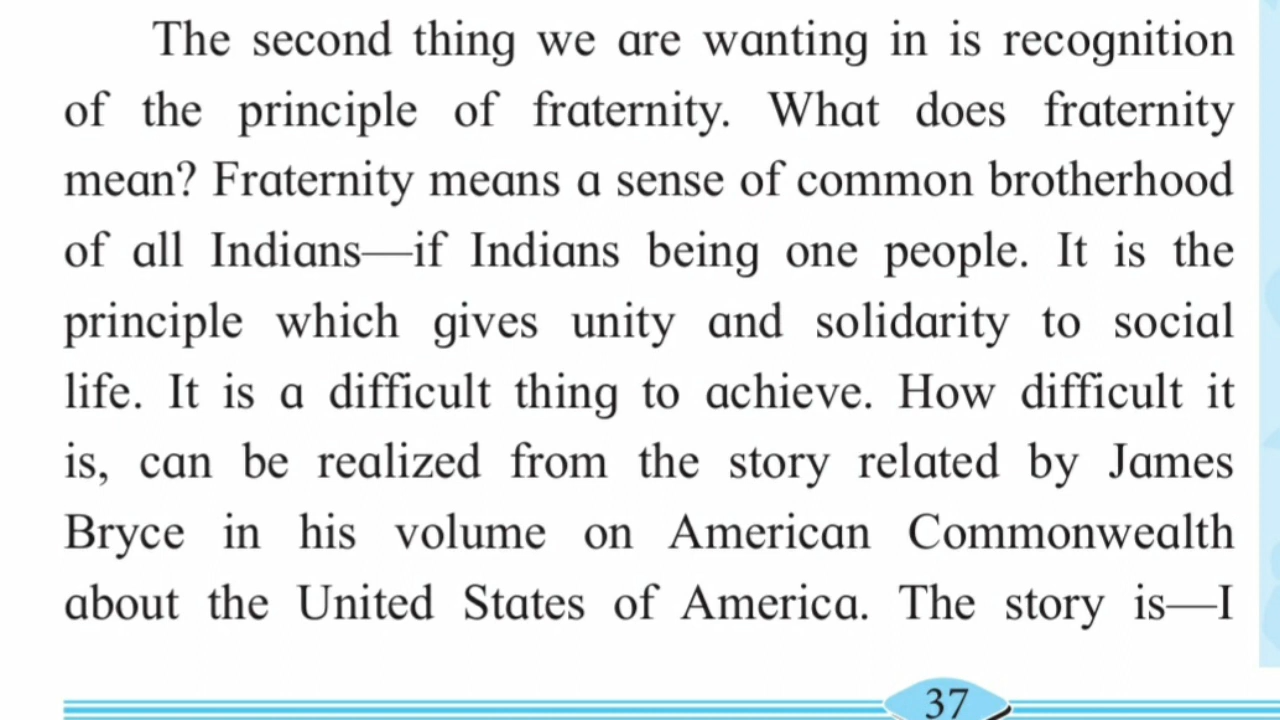 The second thing we are wanting in is recognition
of the principle of fraternity. What does fraternity
mean? Fraternity means a sense of common brotherhood
of all Indians—if Indians being one people. It is the
principle which gives unity and solidarity to social
life. It is a difficult thing to achieve. How difficult it
is, can be realized from the story related by James
Bryce in his volume on American Commonwealth
about the United States of America. The story is—I
37